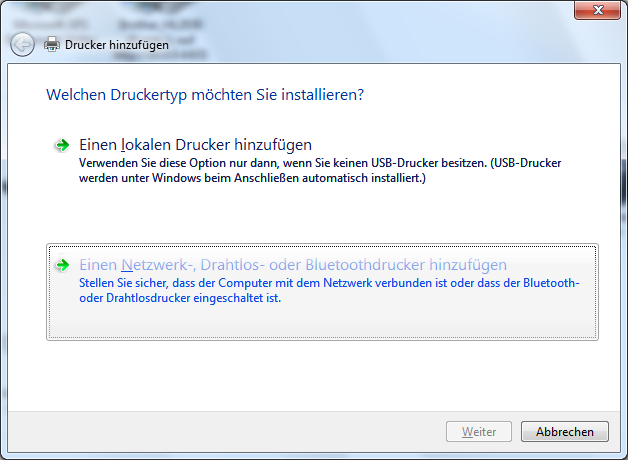 Drucker hinzufügen
Welchen Druckertyp möchten Sie installieren?
Einen lokalen Drucker hinzufügen
Verwenden Sie diese Option nur dann, wenn Sie keinen USB-Drucker besitzen. (USB-Drucker
werden unter Windows beim Anschließen automatisch installiert.)
Einen Netzwerk-, Drahtlos- oder Bluetoothdrucker hinzufügen
Stellen Sie sicher, dass der Computer mit dem Netzwerk verbunden ist oder dass der Bluetooth-
oder Drahtlosdrucker eingeschaltet ist.
Weiter
Abbrechen